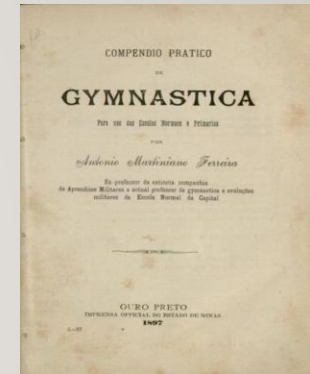 COMPENDIO PRATICO
DE
GYMNASTICA
Para uso das Escolas Normaes e Primarias
POR
Antonio Martiniano Ferreira
Ex-professor da extincta companhia
de Aprendizes Militares e actual professor de gymnastica e evoluções
militares da Escola Normal da Capital
OURO PRETO
IMPRENSA OFFICIAL DO ESTADO DE MINAS
1897